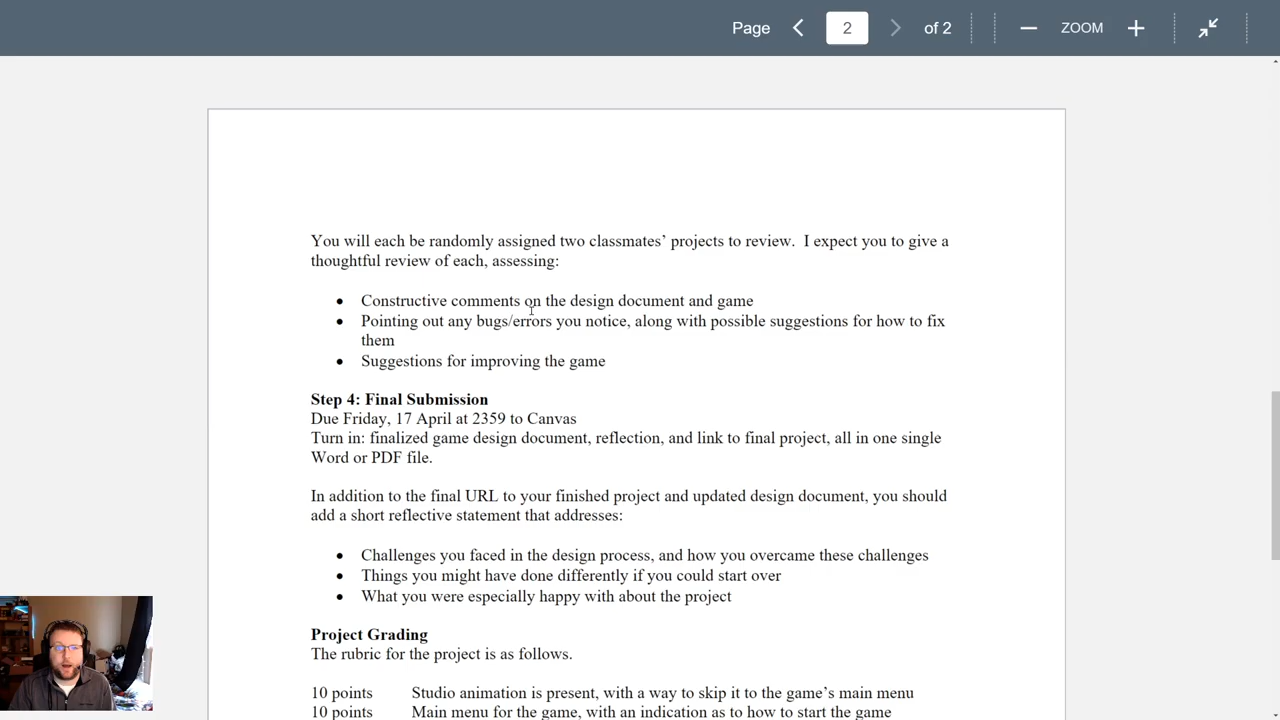 Page 2 of 2 ZOOM
You will each be randomly assigned two classmates’ projects to review.  I expect you to give a
thoughtful review of each, assessing:
• Constructive comments on the design document and game
• Pointing out any bugs/errors you notice, along with possible suggestions for how to fix
them
• Suggestions for improving the game
Step 4: Final Submission
Due Friday, 17 April at 2359 to Canvas
Turn in: finalized game design document, reflection, and link to final project, all in one single
Word or PDF file.
In addition to the final URL to your finished project and updated design document, you should
add a short reflective statement that addresses:
• Challenges you faced in the design process, and how you overcame these challenges
• Things you might have done differently if you could start over
• What you were especially happy with about the project
Project Grading
The rubric for the project is as follows.
10 points Studio animation is present, with a way to skip it to the game’s main menu
10 points Main menu for the game, with an indication as to how to start the game